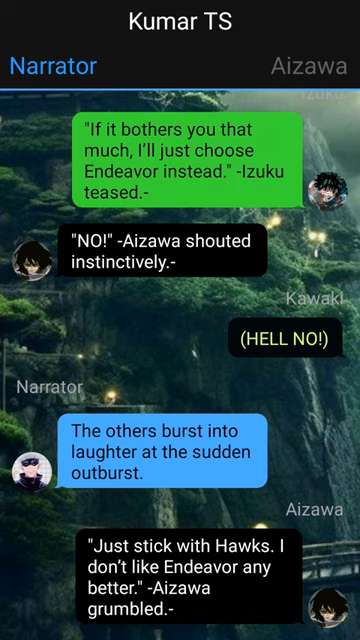 Kumar TS
Narrator
Aizawa
Izuku
"If it bothers you that
much, I'll just choose
Endeavor instead." -Izuku
teased.-
"NO!" -Aizawa shouted
instinctively.-
Kawaki
(HELL NO!)
Narrator
The others burst into
laughter at the sudden
outburst.
Aizawa
"Just stick with Hawks. I
don't like Endeavor any
better." -Aizawa
grumbled.-